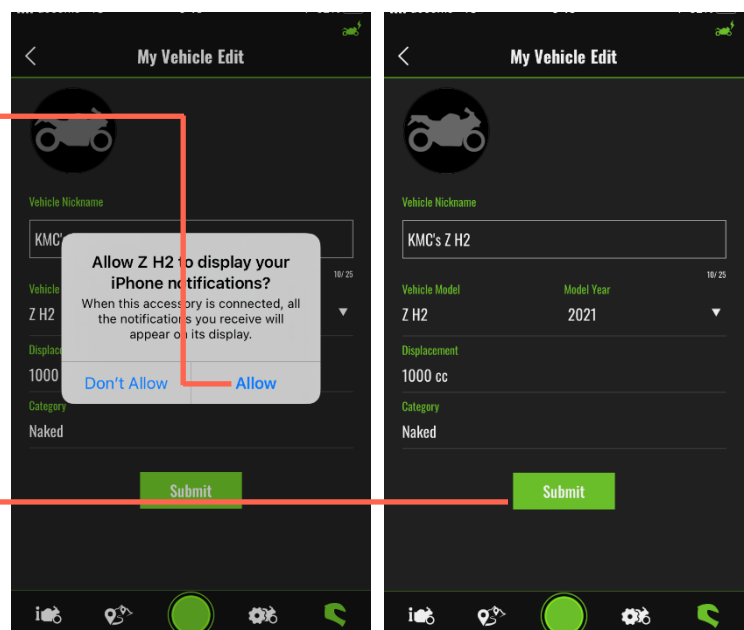 My Vehicle Edit
Vehicle Nickname
KMC'
10/ 25
Vehicle
Z H2
Displac
1000
Category
Naked
Submit
Allow Z H2 to display your
iPhone notifications?
When this accessory is connected, all
the notifications you receive will
appear on its display.
Don't Allow
Allow
My Vehicle Edit
Vehicle Nickname
KMC's Z H2
10/ 25
Vehicle Model Model Year
Z H2 2021
Displacement
1000 cc
Category
Naked
Submit